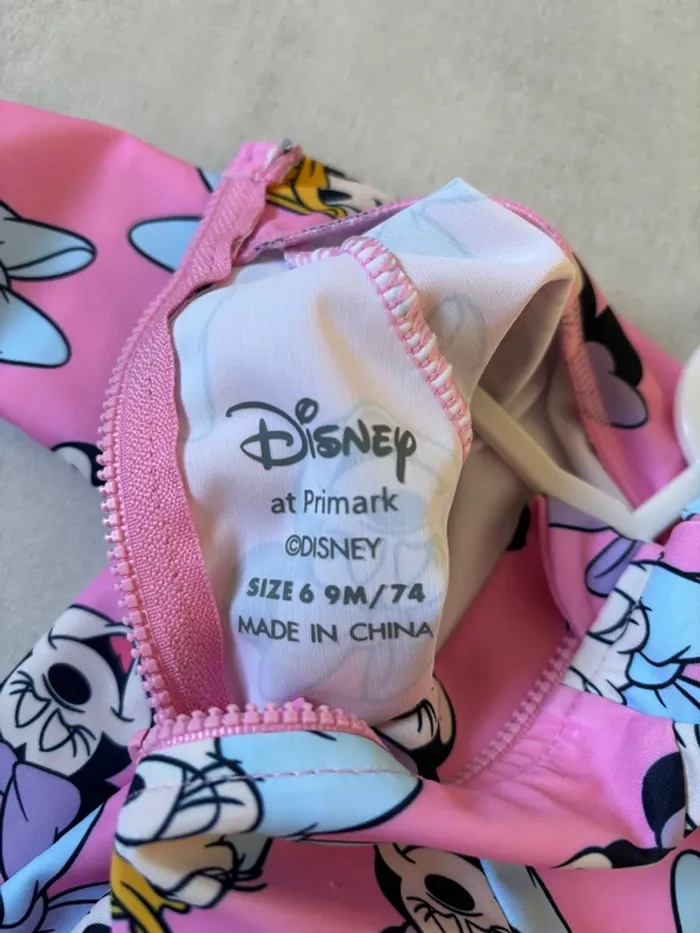 Disney
at Primark
©DISNEY
SIZE 6 9M/74
MADE IN CHINA